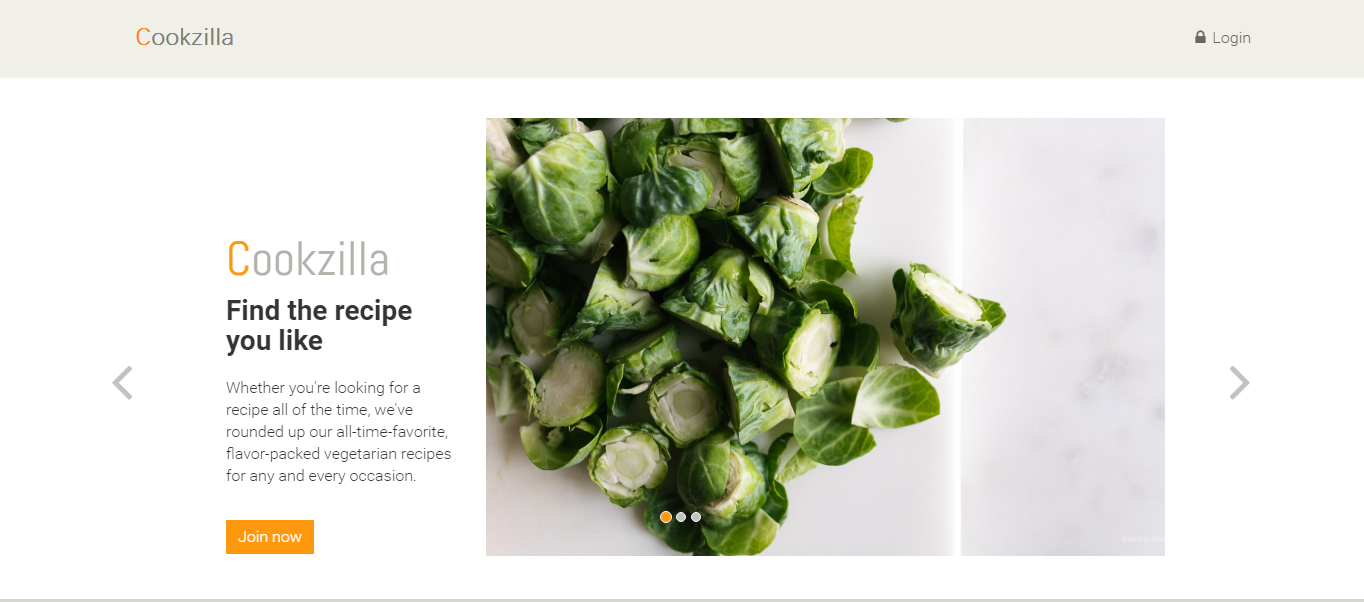 Cookzilla
Login
Cookzilla
Find the recipe
you like
Whether you're looking for a
recipe all of the time, we've
rounded up our all-time-favorite,
flavor-packed vegetarian recipes
for any and every occasion.
Join now